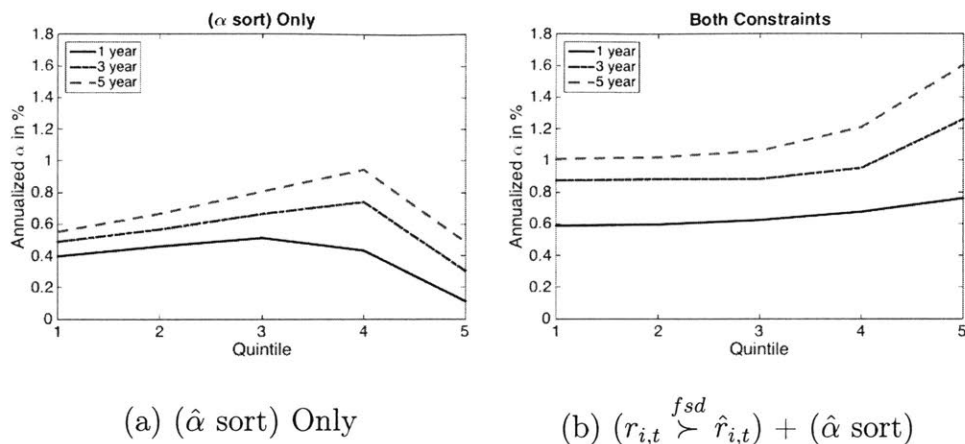 (α sort) Only
1.8
1.6
1.4
1.2
1
0.8
0.6
0.4
0.2
0
Annualized α in %
1 year
3 year
5 year
1 2 3 4 5
Quintile
(a) (α̂ sort) Only
Both Constraints
1.8
1.6
1.4
1.2
1
0.8
0.6
0.4
0.2
0
Annualized α in %
1 year
3 year
5 year
1 2 3 4 5
Quintile
(b) (r_{i,t} ≻^{fsd} r̂_{i,t}) + (α̂ sort)